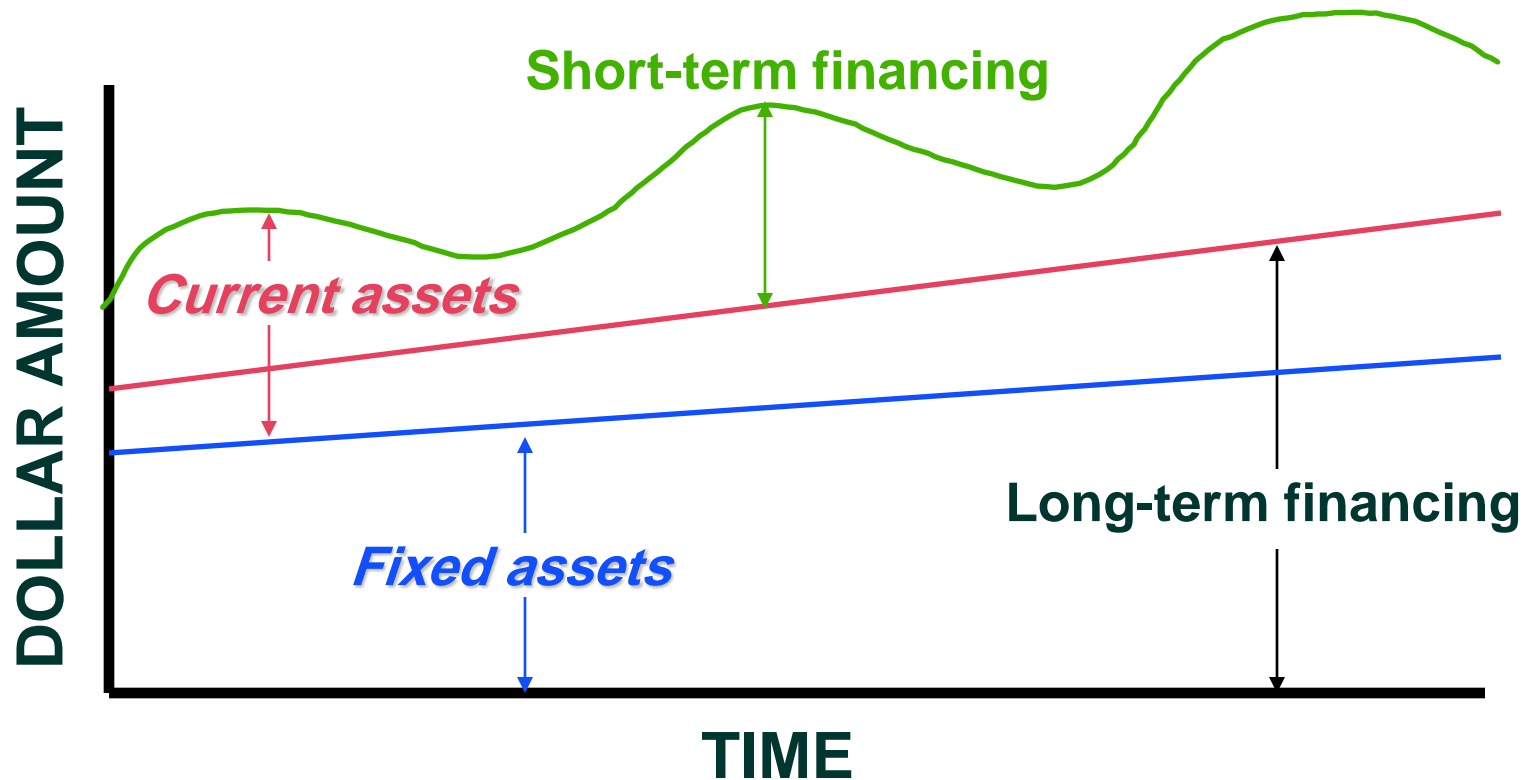 Short-term financing
DOLLAR AMOUNT
Current assets
Long-term financing
Fixed assets
TIME